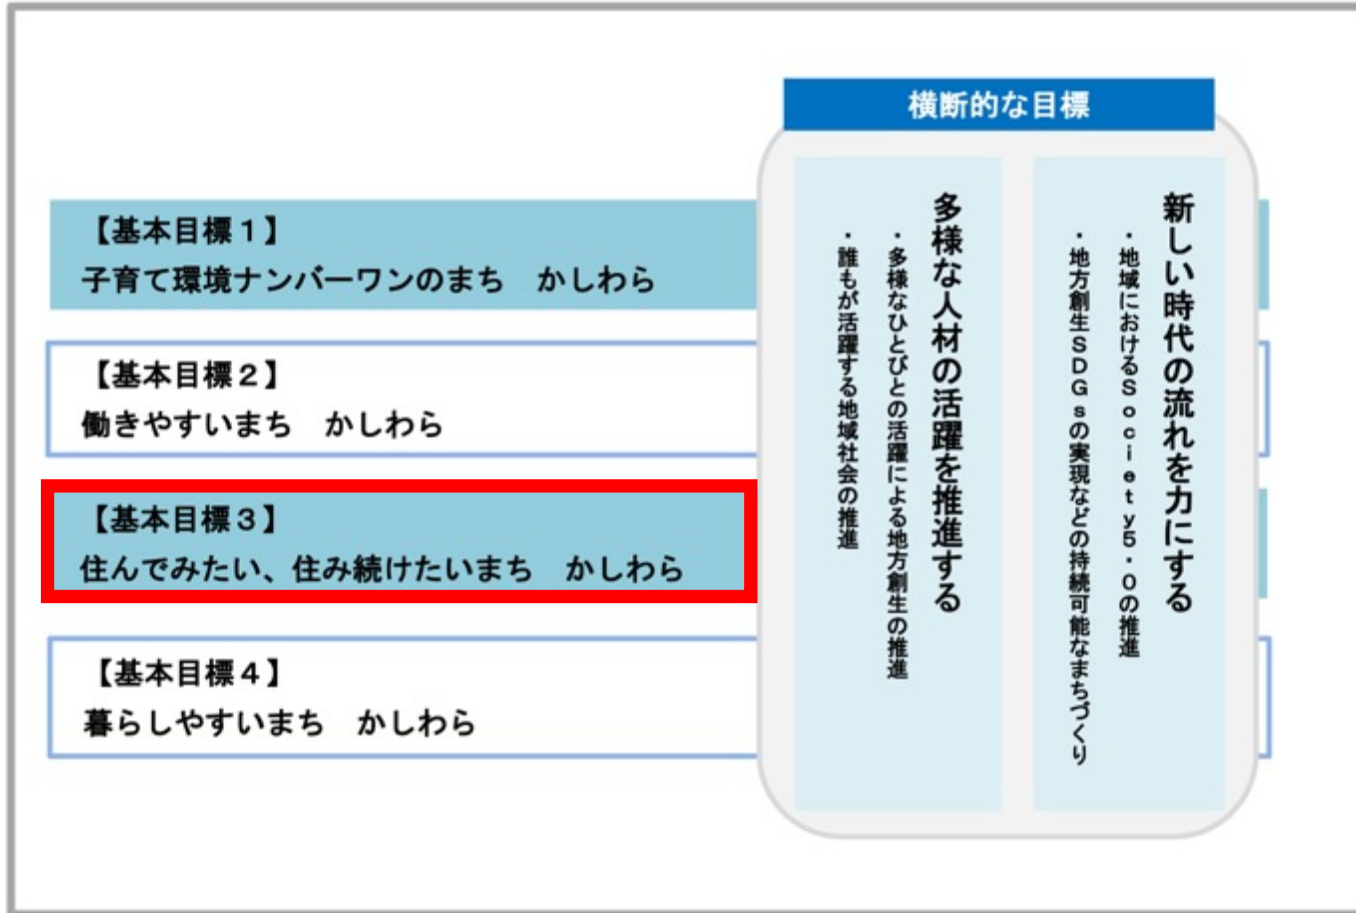 横断的な目標
【基本目標１】
子育て環境ナンバーワンのまち　かしわら
【基本目標２】
働きやすいまち　かしわら
【基本目標３】
住んでみたい、住み続けたいまち　かしわら
【基本目標４】
暮らしやすいまち　かしわら
新しい時代の流れを力にする
・地域におけるＳｏｃｉｅｔｙ５・０の推進
・地方創生ＳＤＧｓの実現などの持続可能なまちづくり
多様な人材の活躍を推進する
・多様なひとびとの活躍による地方創生の推進
・誰もが活躍する地域社会の推進